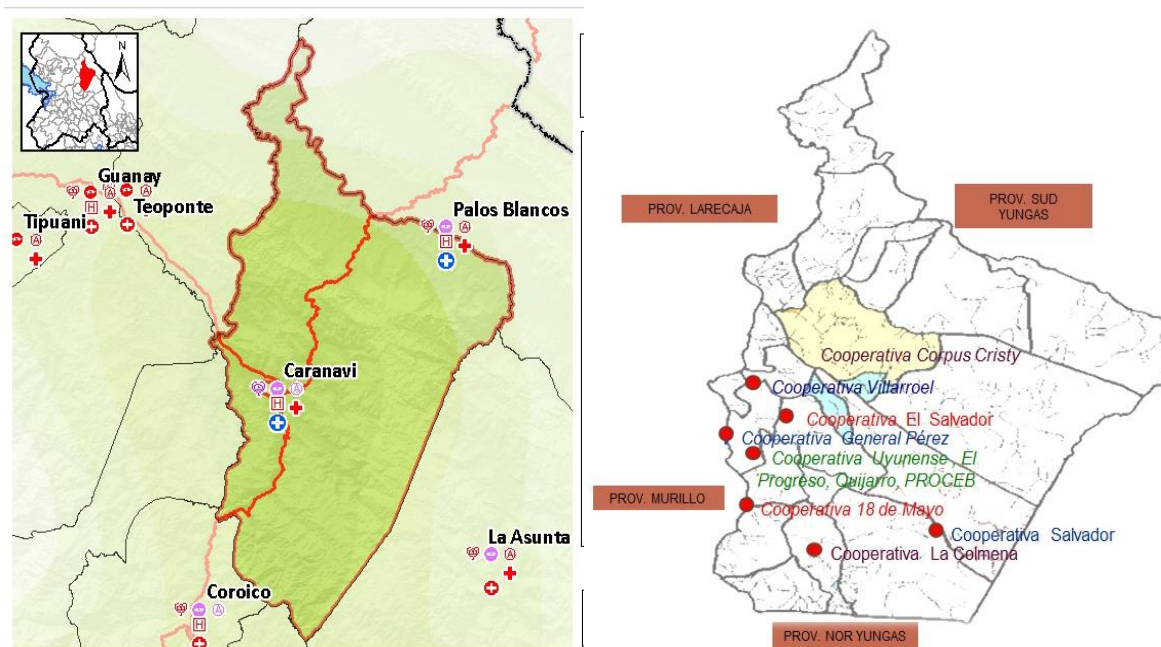 N
Guanay
Teoponte
Tipuani
Palos Blancos
Caranavi
La Asunta
Coroico
PROV. LARECAJA
PROV. SUD
YUNGAS
Cooperativa Corpus Cristy
Cooperativa Villarroel
Cooperativa El Salvador
Cooperativa General Pérez
Cooperativa Uyunense, El
Progreso, Quijarro, PROCEB
PROV. MURILLO
Cooperativa 18 de Mayo
Cooperativa Salvador
Cooperativa La Colmena
PROV. NOR YUNGAS